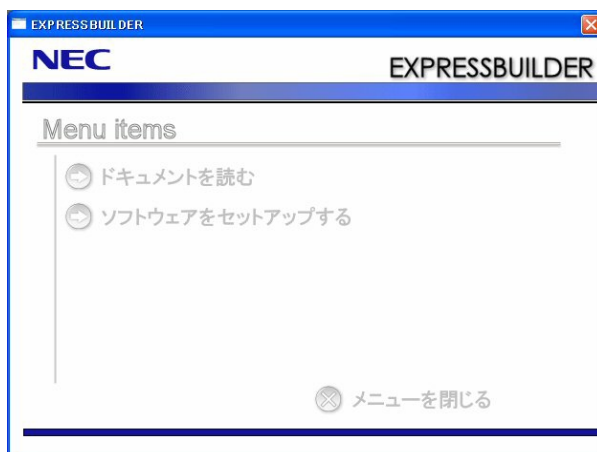 EXPRESSBUILDER
NEC
EXPRESSBUILDER
Menu items
ドキュメントを読む
ソフトウェアをセットアップする
メニューを閉じる